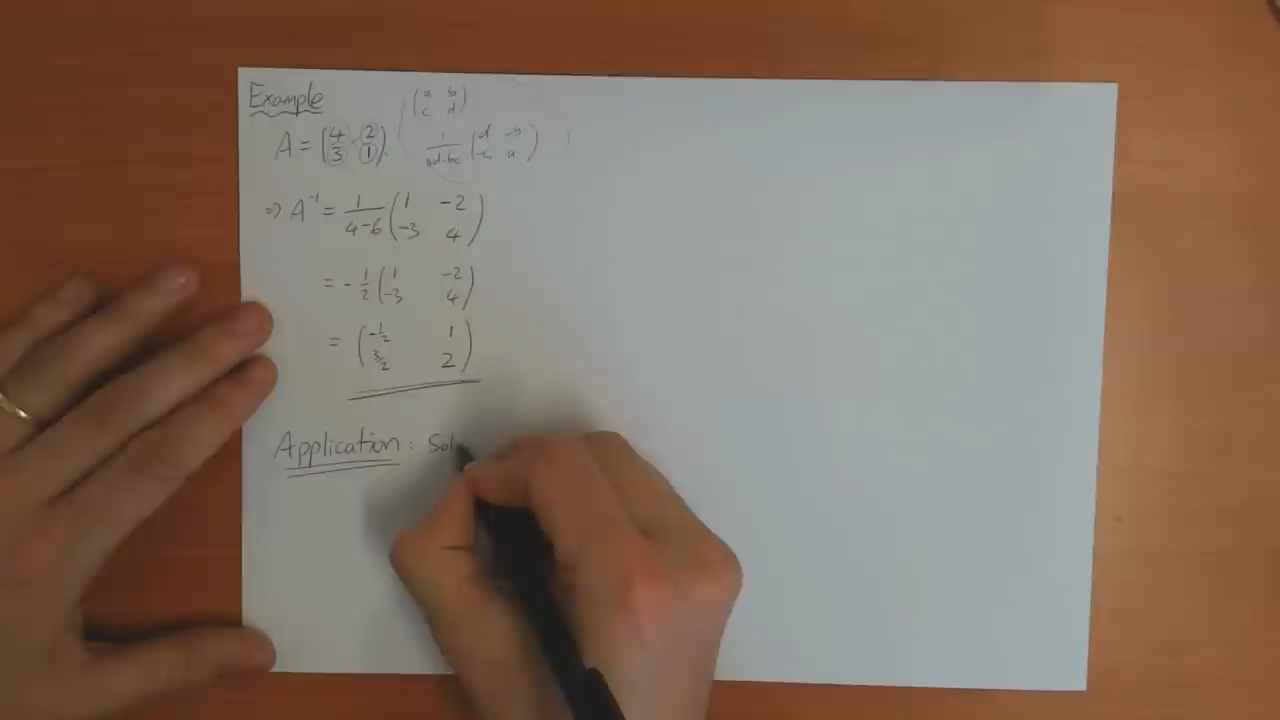 Example
(a b
c d)
A = (4 2
3 1).
1/(ad-bc) (d -b
-c a)
⇒ A⁻¹ = 1/(4-6) (1 -2
-3 4)
= -1/2 (1 -2
-3 4)
= (-1/2 1
3/2 2)
Application: Sol